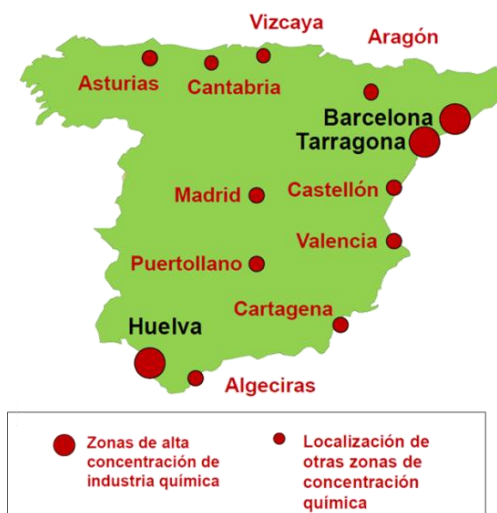 Vizcaya
Aragón
Asturias
Cantabria
Barcelona
Tarragona
Madrid
Castellón
Valencia
Puertollano
Cartagena
Huelva
Algeciras
Zonas de alta
concentración de
industria química
Localización de
otras zonas de
concentración
química